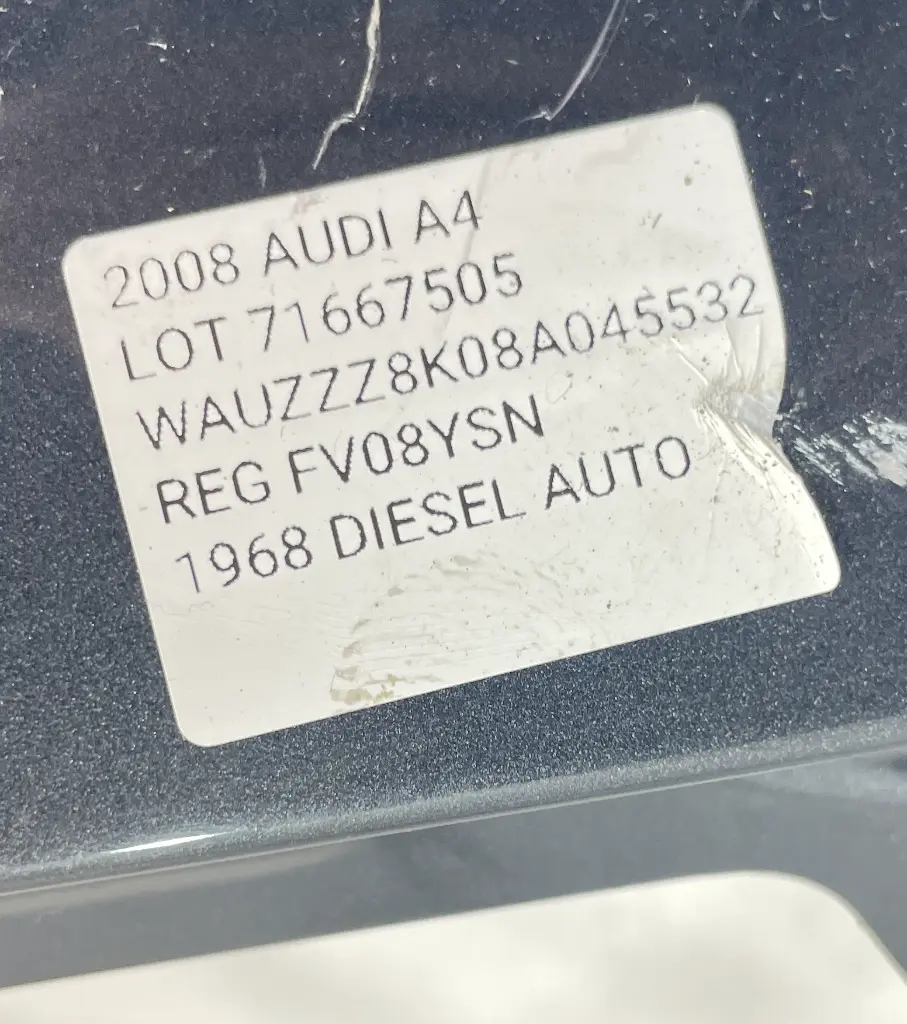 2008 AUDI A4
LOT 71667505
WAUZZZ8K08A045532
REG FV08YSN
1968 DIESEL AUTO